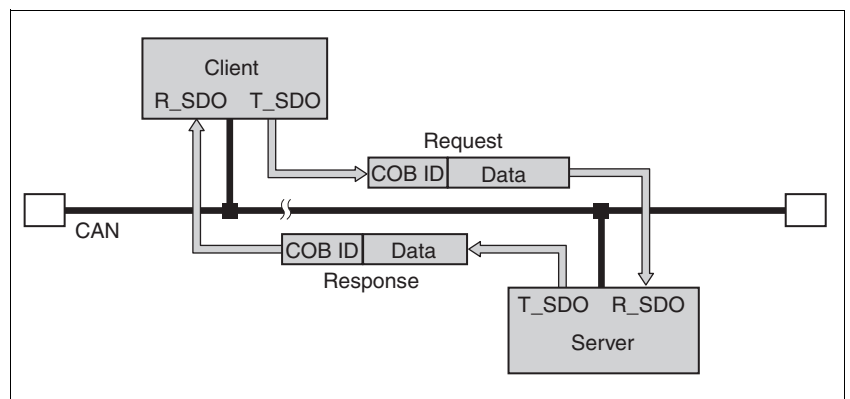 Client
R_SDO T_SDO
Request
COB ID Data
CAN
COB ID Data
Response
T_SDO R_SDO
Server